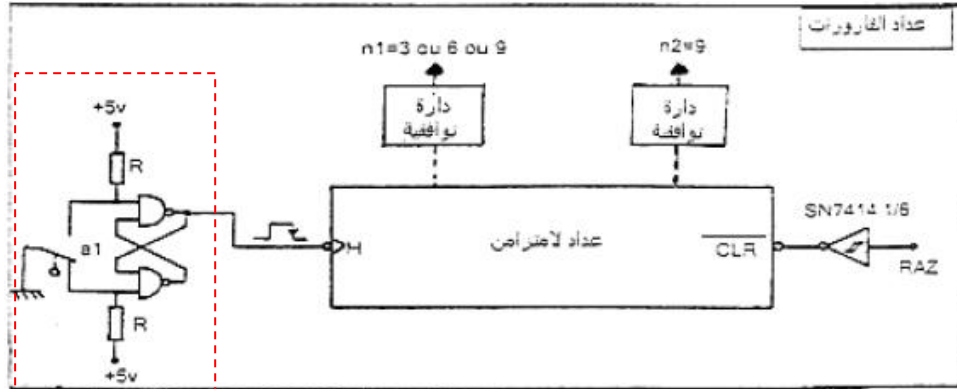 عداد القارورات
n1=3 ou 6 ou 9
n2=9
دارة
توافقية
دارة
توافقية
+5v
R
a1
H
عداد لامتزامن
CLR
SN7414 1/6
RAZ
R
+5v